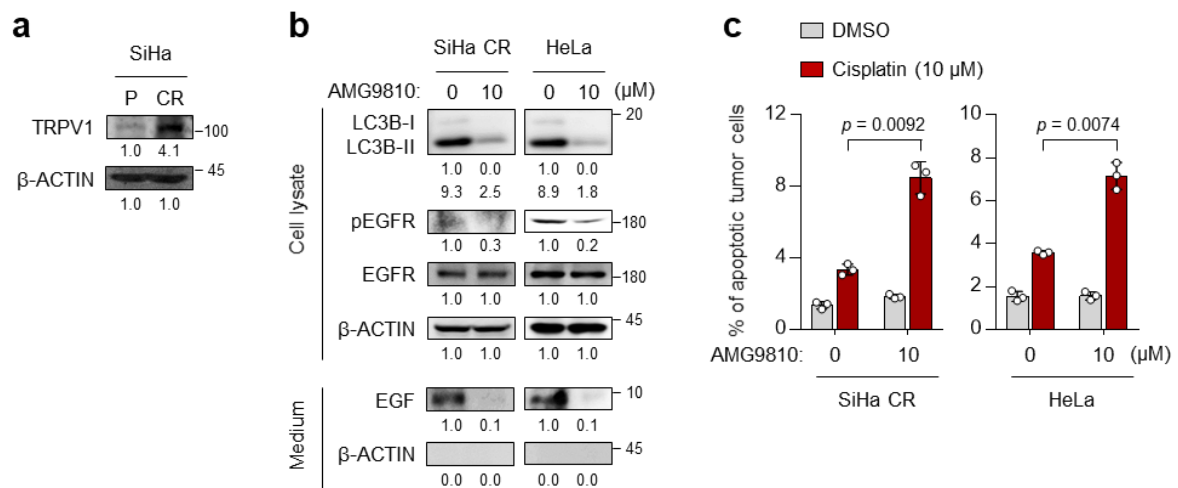 a
SiHa
P CR
TRPV1
100
1.0 4.1
β-ACTIN
45
1.0 1.0
b
SiHa CR HeLa
AMG9810: 0 10 0 10 (μM)
Cell lysate
LC3B-I
20
LC3B-II
1.0 0.0 1.0 0.0
9.3 2.5 8.9 1.8
pEGFR
180
1.0 0.3 1.0 0.2
EGFR
180
1.0 1.0 1.0 1.0
β-ACTIN
45
1.0 1.0 1.0 1.0
Medium
EGF
10
1.0 0.1 1.0 0.1
β-ACTIN
45
0.0 0.0 0.0 0.0
c
DMSO
Cisplatin (10 μM)
% of apoptotic tumor cells
p = 0.0092
12
8
4
0
p = 0.0074
10
8
6
4
2
0
AMG9810: 0 10 0 10 (μM)
SiHa CR HeLa